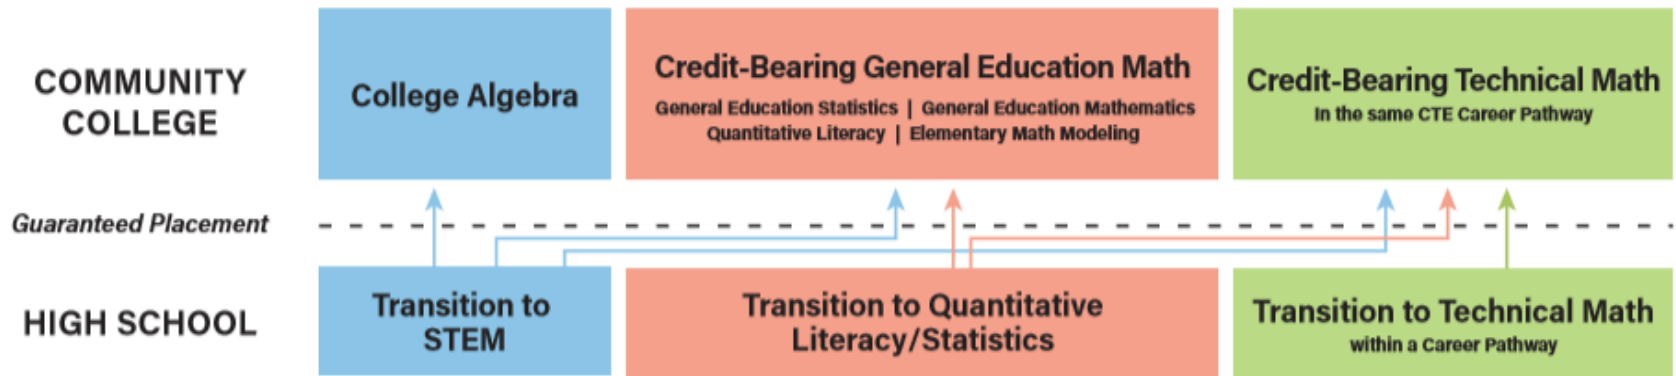 COMMUNITY
COLLEGE
College Algebra
Credit-Bearing General Education Math
General Education Statistics | General Education Mathematics
Quantitative Literacy | Elementary Math Modeling
Credit-Bearing Technical Math
In the same CTE Career Pathway
Guaranteed Placement
HIGH SCHOOL
Transition to
STEM
Transition to Quantitative
Literacy/Statistics
Transition to Technical Math
within a Career Pathway